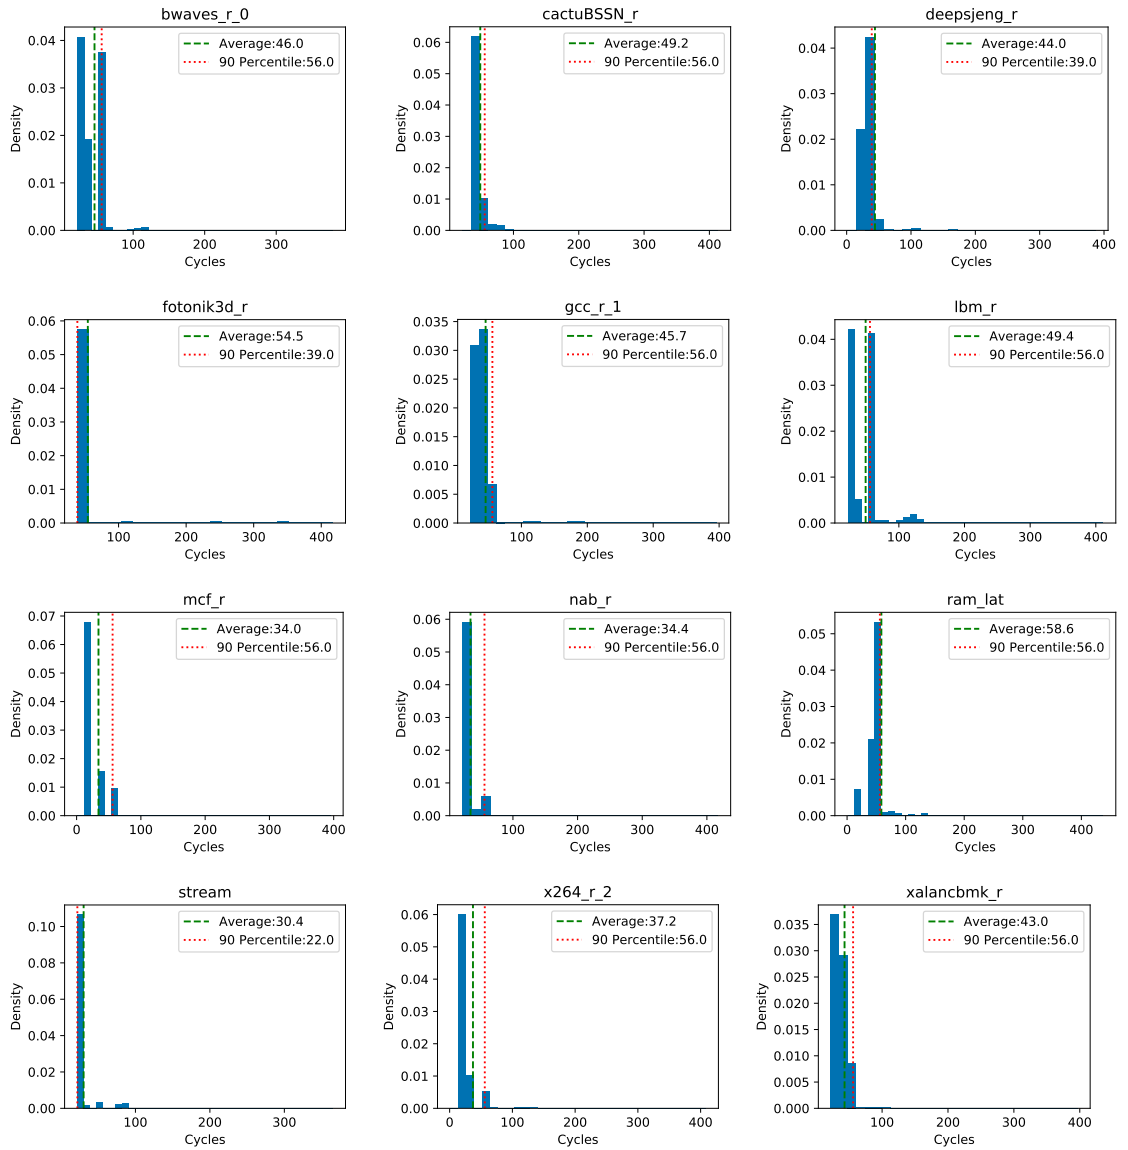 bwaves_r_0
Average:46.0
90 Percentile:56.0
0.04
0.03
0.02
0.01
0.00
Density
100
200
300
Cycles
cactuBSSN_r
Average:49.2
90 Percentile:56.0
0.06
0.05
0.04
0.03
0.02
0.01
0.00
Density
100
200
300
400
Cycles
deepsjeng_r
Average:44.0
90 Percentile:39.0
0.04
0.03
0.02
0.01
0.00
Density
0
100
200
300
400
Cycles
fotonik3d_r
Average:54.5
90 Percentile:39.0
0.06
0.05
0.04
0.03
0.02
0.01
0.00
Density
100
200
300
400
Cycles
gcc_r_1
Average:45.7
90 Percentile:56.0
0.035
0.030
0.025
0.020
0.015
0.010
0.005
0.000
Density
100
200
300
400
Cycles
lbm_r
Average:49.4
90 Percentile:56.0
0.04
0.03
0.02
0.01
0.00
Density
100
200
300
400
Cycles
mcf_r
Average:34.0
90 Percentile:56.0
0.07
0.06
0.05
0.04
0.03
0.02
0.01
0.00
Density
0
100
200
300
400
Cycles
nab_r
Average:34.4
90 Percentile:56.0
0.06
0.05
0.04
0.03
0.02
0.01
0.00
Density
100
200
300
400
Cycles
ram_lat
Average:58.6
90 Percentile:56.0
0.05
0.04
0.03
0.02
0.01
0.00
Density
0
100
200
300
400
Cycles
stream
Average:30.4
90 Percentile:22.0
0.10
0.08
0.06
0.04
0.02
0.00
Density
100
200
300
Cycles
x264_r_2
Average:37.2
90 Percentile:56.0
0.06
0.05
0.04
0.03
0.02
0.01
0.00
Density
0
100
200
300
400
Cycles
xalancbmk_r
Average:43.0
90 Percentile:56.0
0.035
0.030
0.025
0.020
0.015
0.010
0.005
0.000
Density
100
200
300
400
Cycles